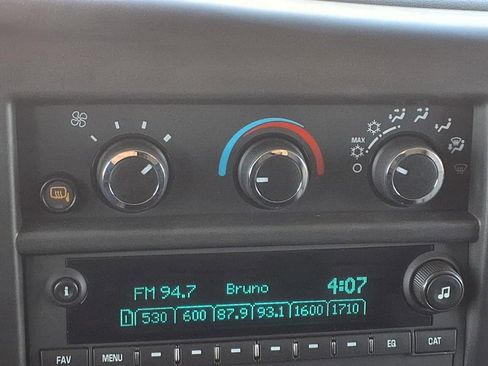 MAX
FM 94.7 Bruno 4:07
1 530 600 87.9 93.1 1600 1710
i
FAV MENU EQ CAT